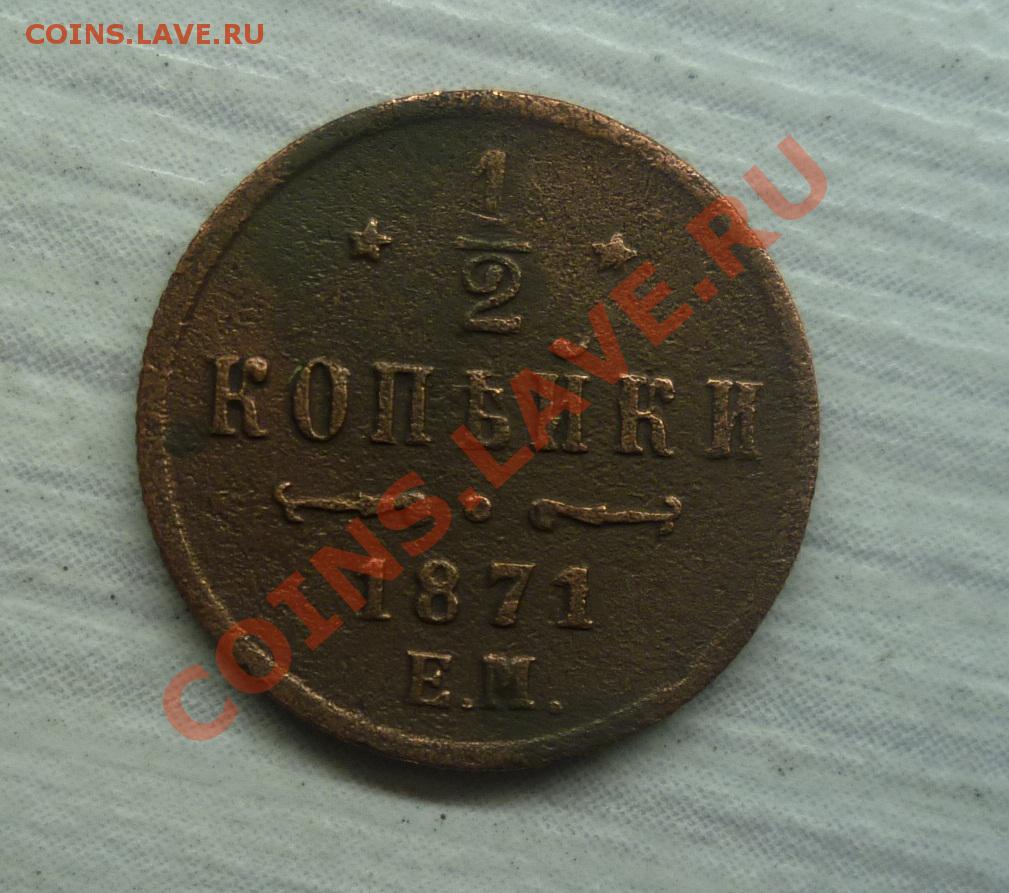 COINS.LAVE.RU
1
2
КОПѢЙКИ
1871
Е.М.
COINS.LAVE.RU